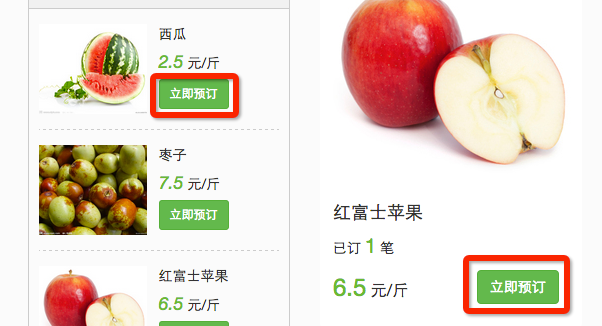 西瓜
2.5 元/斤
立即预订
枣子
7.5 元/斤
立即预订
红富士苹果
6.5 元/斤
红富士苹果
已订 1 笔
6.5 元/斤
立即预订